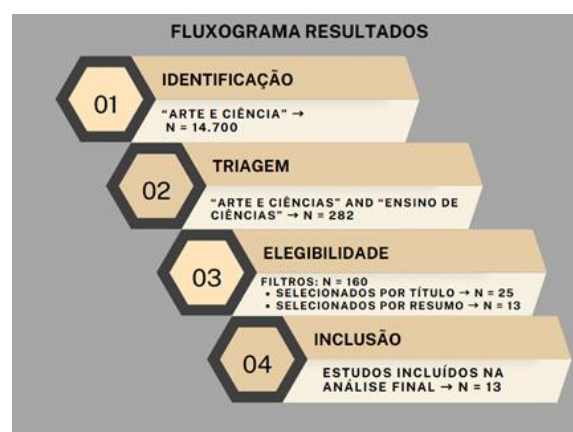 FLUXOGRAMA RESULTADOS
01
IDENTIFICAÇÃO
“ARTE E CIÊNCIA” →
N = 14.700
02
TRIAGEM
“ARTE E CIÊNCIAS” AND “ENSINO DE
CIÊNCIAS” → N = 282
03
ELEGIBILIDADE
FILTROS: N = 160
• SELECIONADOS POR TÍTULO → N = 25
• SELECIONADOS POR RESUMO → N = 13
04
INCLUSÃO
ESTUDOS INCLUÍDOS NA
ANÁLISE FINAL → N = 13